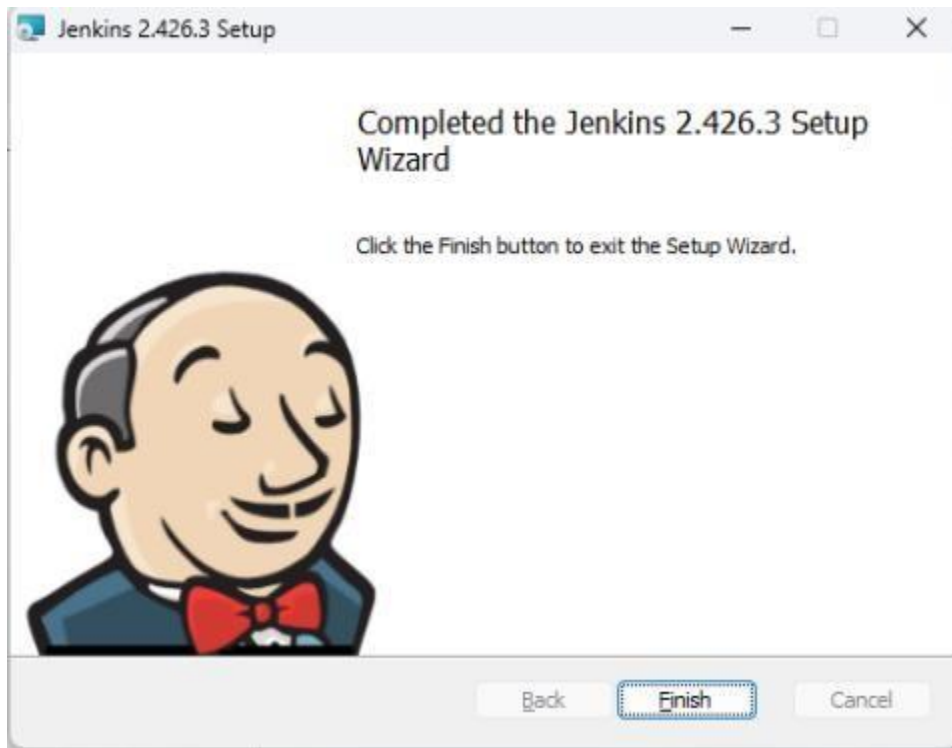 Jenkins 2.426.3 Setup
Completed the Jenkins 2.426.3 Setup
Wizard
Click the Finish button to exit the Setup Wizard.
Back
Finish
Cancel